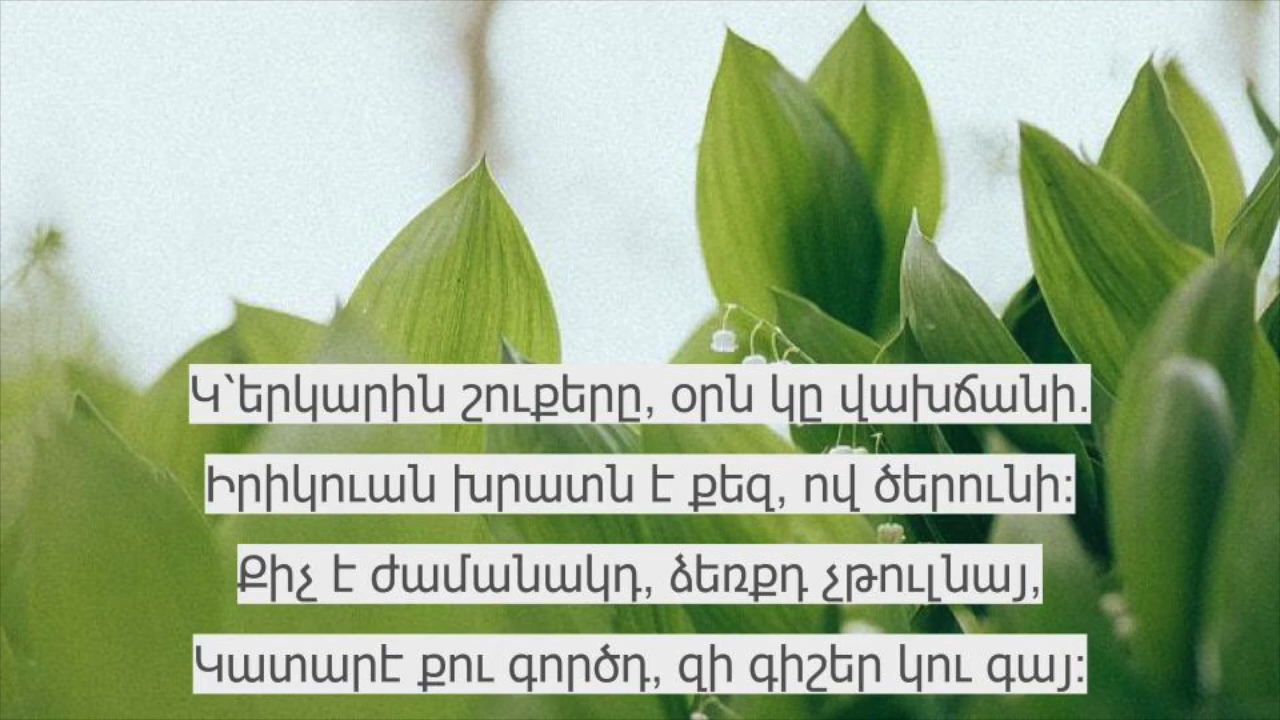 Կ՝երկարին շուքերը, օրն կը վախճանի.
Իրիկուան խրատն է քեզ, ով ծերունի:
Քիչ է ժամանակդ, ձեռքդ չթուլնայ,
Կատարէ քու գործդ, զի գիշեր կու գայ: